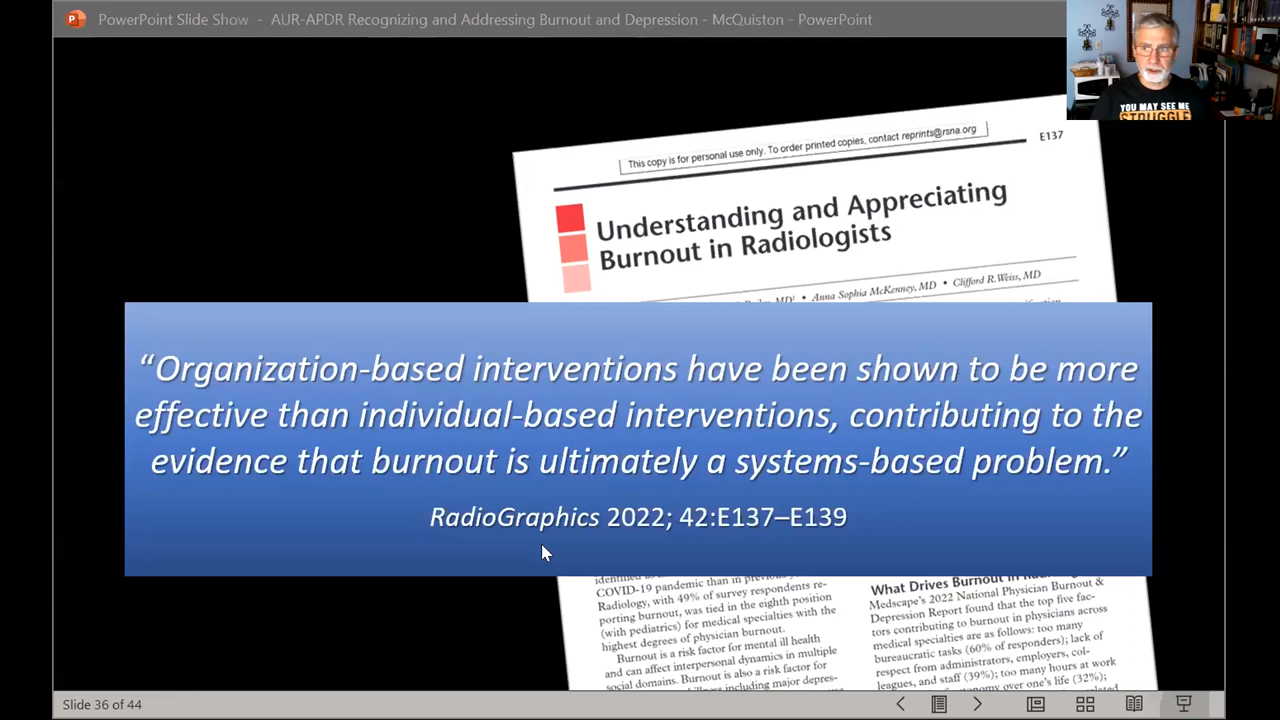 PowerPoint Slide Show - AUR-APDR Recognizing and Addressing Burnout and Depression - McQuiston - PowerPoint
YOU MAY SEE ME
STRUGGLE
This copy is for personal use only. To order printed copies, contact reprints@rsna.org
E137
Understanding and Appreciating
Burnout in Radiologists
MD¹ • Anna Sophia McKenney, MD • Clifford R. Weiss, MD
“Organization-based interventions have been shown to be more
effective than individual-based interventions, contributing to the
evidence that burnout is ultimately a systems-based problem.”
RadioGraphics 2022; 42:E137–E139
COVID-19 pandemic than in
Radiology, with 49% of survey respondents re-
porting burnout, was tied in the eighth position
(with pediatrics) for medical specialties with the
highest degrees of physician burnout.
Burnout is a risk factor for mental ill health
and can affect interpersonal dynamics in multiple
social domains. Burnout is also a risk factor for
including major depres-
What Drives Burnout in
Medscape's 2022 National Physician Burnout &
Depression Report found that the top five fac-
tors contributing to burnout in physicians across
medical specialties are as follows: too many
bureaucratic tasks (60% of responders); lack of
respect from administrators, employers, col-
leagues, and staff (39%); too many hours at work
over one's life (32%);
Slide 36 of 44